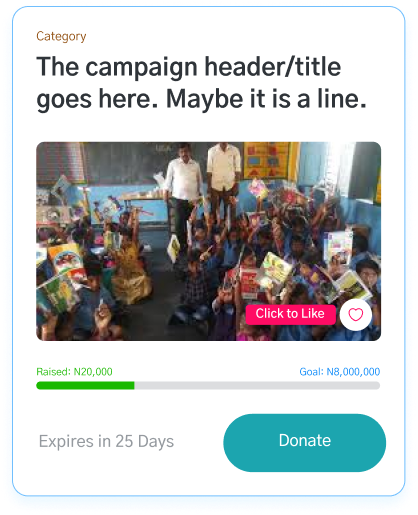 Category
The campaign header/title
goes here. Maybe it is a line.
Click to Like
Raised: N20,000
Goal: N8,000,000
Expires in 25 Days
Donate